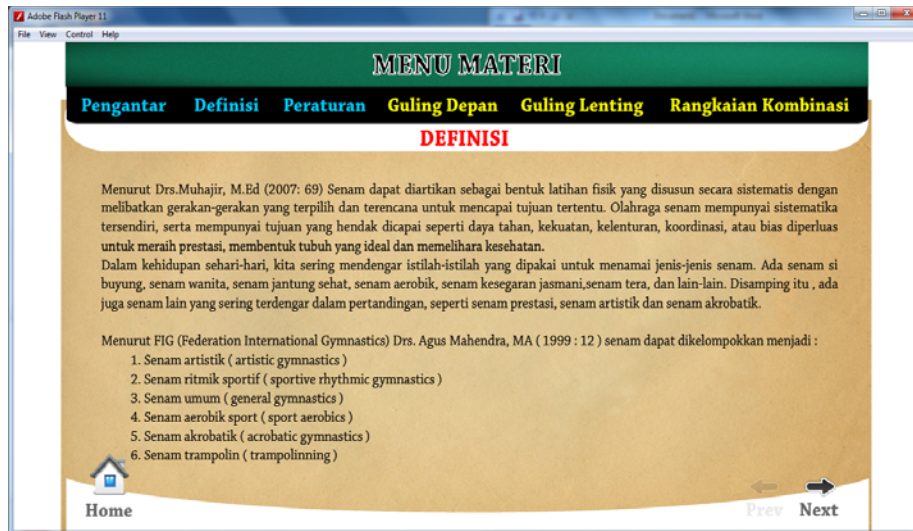 Adobe Flash Player 11
File View Control Help
MENU MATERI
Pengantar Definisi Peraturan Guling Depan Guling Lenting Rangkaian Kombinasi
DEFINISI
Menurut Drs.Muhajir, M.Ed (2007: 69) Senam dapat diartikan sebagai bentuk latihan fisik yang disusun secara sistematis dengan
melibatkan gerakan-gerakan yang terpilih dan terencana untuk mencapai tujuan tertentu. Olahraga senam mempunyai sistematika
tersendiri, serta mempunyai tujuan yang hendak dicapai seperti daya tahan, kekuatan, kelenturan, koordinasi, atau bias diperluas
untuk meraih prestasi, membentuk tubuh yang ideal dan memelihara kesehatan.
Dalam kehidupan sehari-hari, kita sering mendengar istilah-istilah yang dipakai untuk menamai jenis-jenis senam. Ada senam si
buyung, senam wanita, senam jantung sehat, senam aerobik, senam kesegaran jasmani,senam tera, dan lain-lain. Disamping itu , ada
juga senam lain yang sering terdengar dalam pertandingan, seperti senam prestasi, senam artistik dan senam akrobatik.
Menurut FIG (Federation International Gymnastics) Drs. Agus Mahendra, MA ( 1999 : 12 ) senam dapat dikelompokkan menjadi :
1. Senam artistik ( artistic gymnastics )
2. Senam ritmik sportif ( sportive rhythmic gymnastics )
3. Senam umum ( general gymnastics )
4. Senam aerobik sport ( sport aerobics )
5. Senam akrobatik ( acrobatic gymnastics )
6. Senam trampolin ( trampolinning )
Home Prev Next